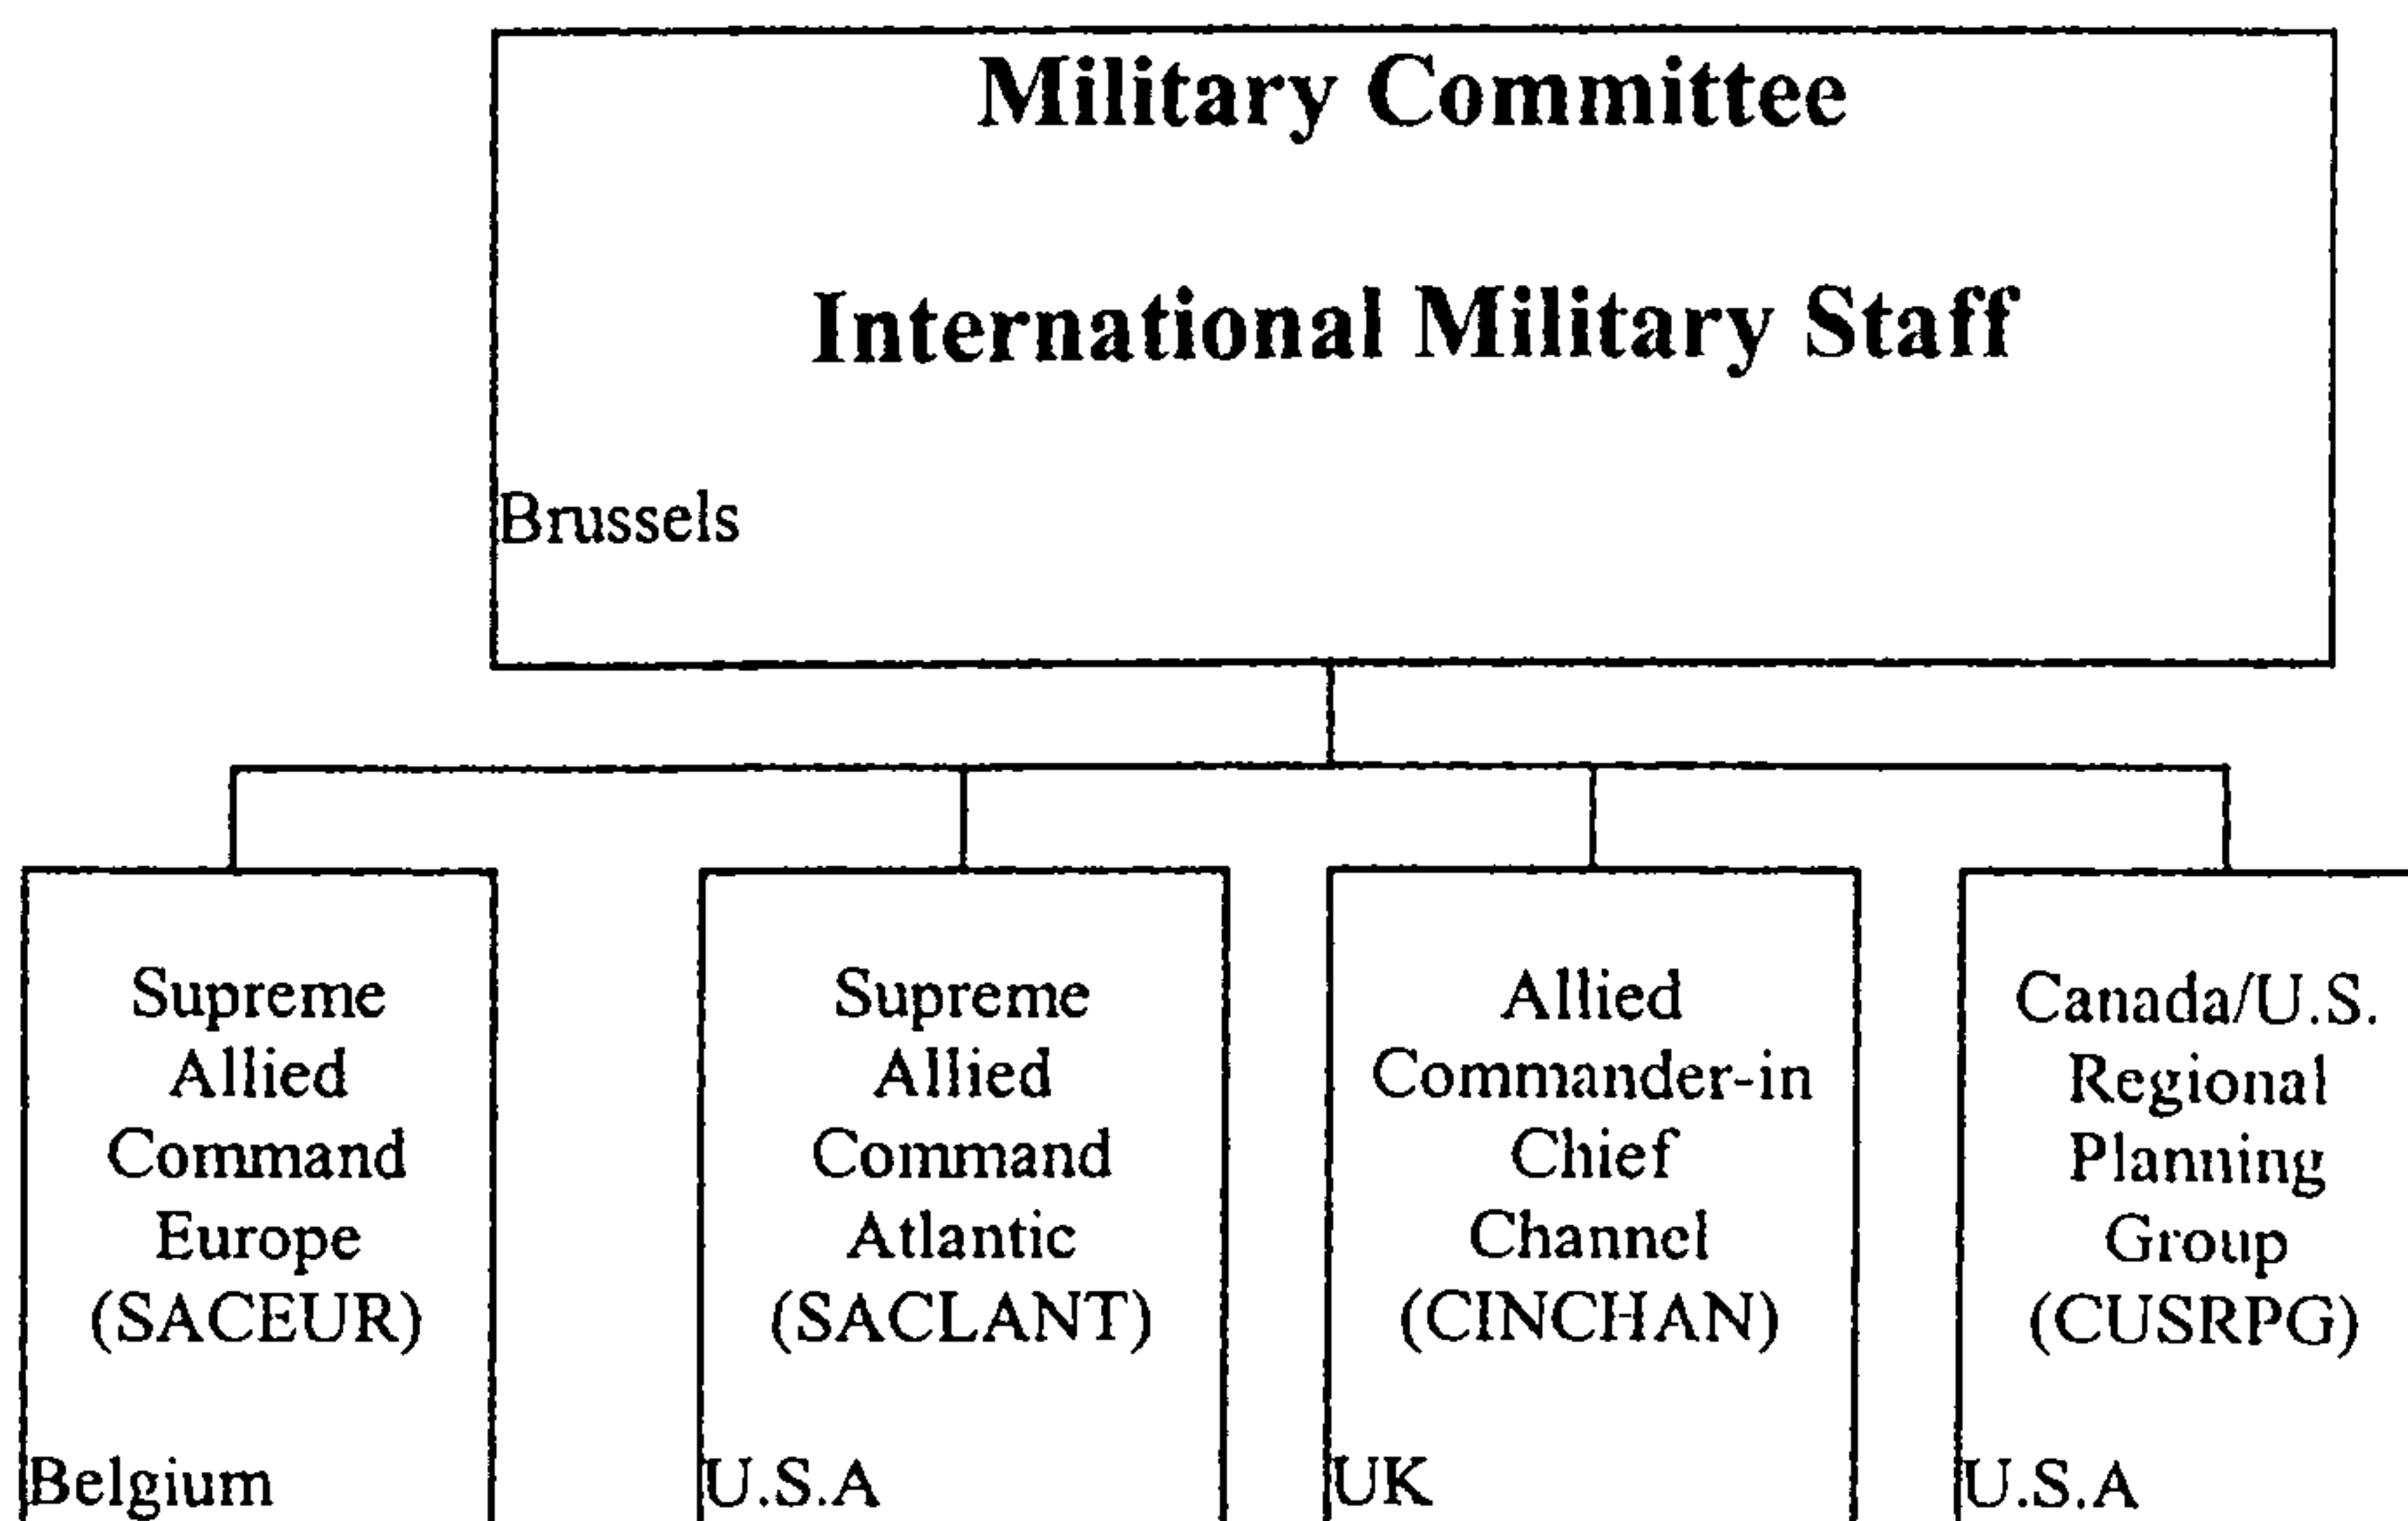 Military Committee
International Military Staff
Brussels
Supreme
Allied
Command
Europe
(SACEUR)
Belgium
Supreme
Allied
Command
Atlantic
(SACLANT)
U.S.A
Allied
Commander-in
Chief
Channel
(CINCHAN)
UK
Canada/U.S.
Regional
Planning
Group
(CUSRPG)
U.S.A